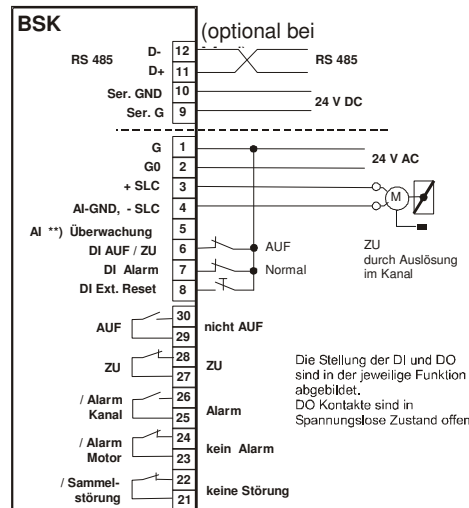 BSK
(optional bei
RS 485 D- 12 RS 485
D+ 11
Ser. GND 10 24 V DC
Ser. G 9
G 1
G0 2 24 V AC
+ SLC 3
AI-GND, - SLC 4 M
AI **) Überwachung 5
DI AUF / ZU 6 AUF
DI Alarm 7 Normal
DI Ext. Reset 8
ZU
durch Auslösung
im Kanal
AUF 30 nicht AUF
29
ZU 28 ZU
27
/ Alarm
Kanal
26
25
Alarm
/ Alarm
Motor
24
23
kein Alarm
/ Sammel-
störung
22
21
keine Störung
Die Stellung der DI und DO
sind in der jeweilige Funktion
abgebildet.
DO Kontakte sind in
Spannungslose Zustand offen